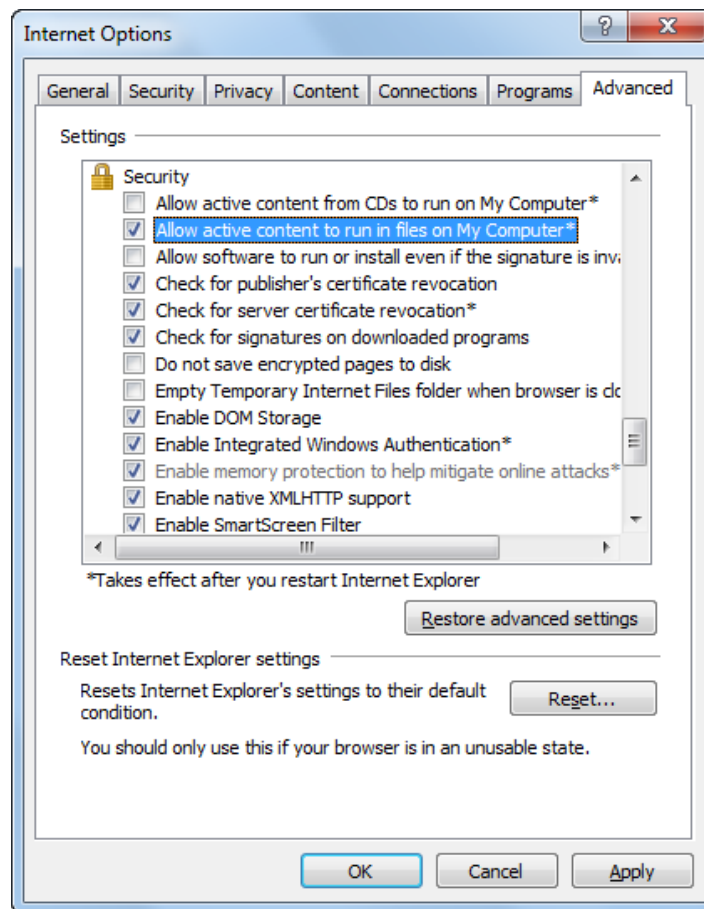 Internet Options
General Security Privacy Content Connections Programs Advanced
Settings
Security
Allow active content from CDs to run on My Computer*
Allow active content to run in files on My Computer*
Allow software to run or install even if the signature is
Check for publisher's certificate revocation
Check for server certificate revocation*
Check for signatures on downloaded programs
Do not save encrypted pages to disk
Empty Temporary Internet Files folder when browser is
Enable DOM Storage
Enable Integrated Windows Authentication*
Enable memory protection to help mitigate online attacks*
Enable native XMLHTTP support
Enable SmartScreen Filter
*Takes effect after you restart Internet Explorer
Restore advanced settings
Reset Internet Explorer settings
Resets Internet Explorer's settings to their default
condition.
Reset...
You should only use this if your browser is in an unusable state.
OK Cancel Apply